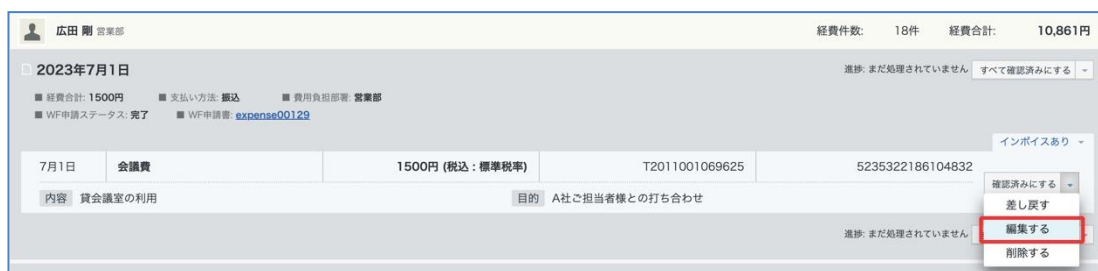 広田 剛 営業部 経費件数: 18件 経費合計: 10,861円
2023年7月1日 進捗: まだ処理されていません すべて確認済みにする
経費合計: 1500円 支払い方法: 振込 費用負担部署: 営業部
WF申請ステータス: 完了 WF申請書: expense00129
インボイスあり
7月1日 会議費 1500円 (税込：標準税率) T2011001069625 5235322186104832
確認済みにする
内容 貸会議室の利用 目的 A社ご担当者様との打ち合わせ
差し戻す
進捗: まだ処理されていません 編集する
削除する